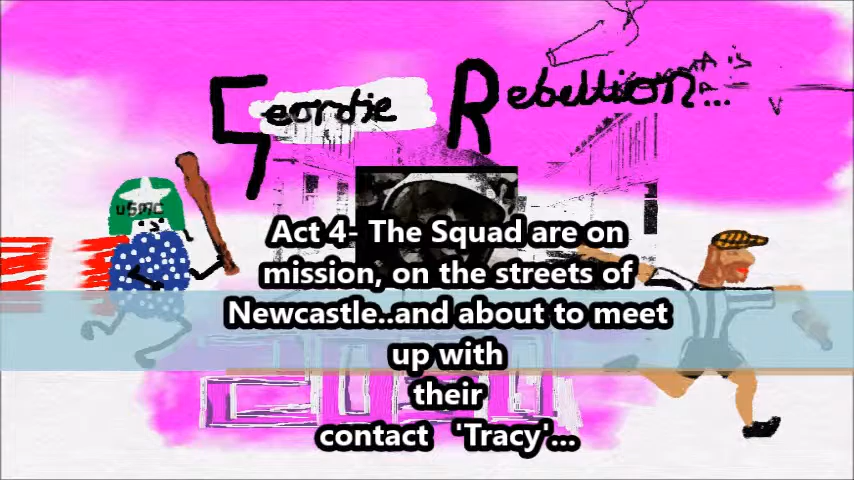 Geordie Rebellion...
USMC
Act 4- The Squad are on
mission, on the streets of
Newcastle..and about to meet
up with
their
contact 'Tracy'...